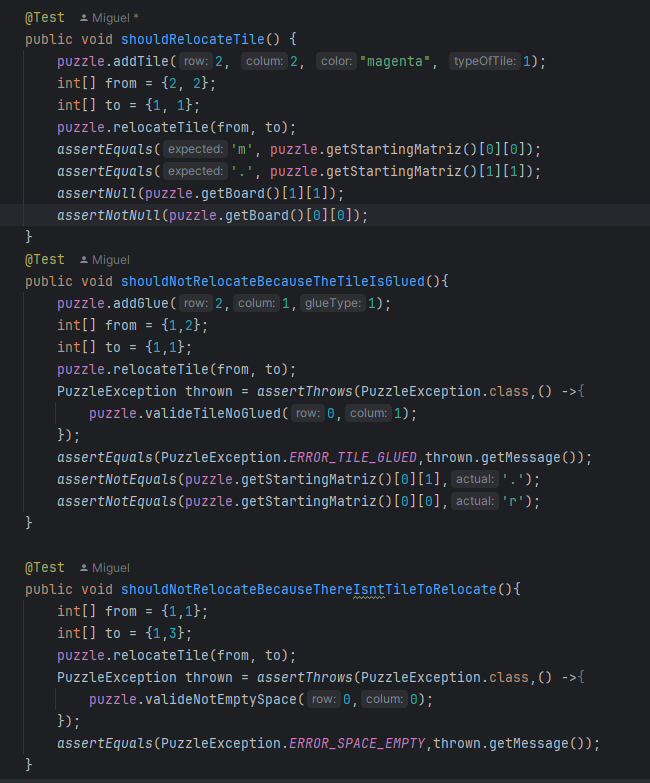 @Test Miguel *
public void shouldRelocateTile() {
puzzle.addTile( row: 2, colum: 2, color: "magenta", typeOfTile: 1);
int[] from = {2, 2};
int[] to = {1, 1};
puzzle.relocateTile(from, to);
assertEquals( expected: 'm', puzzle.getStartingMatriz()[0][0]);
assertEquals( expected: '.', puzzle.getStartingMatriz()[1][1]);
assertNull(puzzle.getBoard()[1][1]);
assertNotNull(puzzle.getBoard()[0][0]);
}
@Test Miguel
public void shouldNotRelocateBecauseTheTileIsGlued(){
puzzle.addGlue( row: 2, colum: 1, glueType: 1);
int[] from = {1,2};
int[] to = {1,1};
puzzle.relocateTile(from, to);
PuzzleException thrown = assertThrows(PuzzleException.class,() ->{
puzzle.valideTileNoGlued( row: 0, colum: 1);
});
assertEquals(PuzzleException.ERROR_TILE_GLUED,thrown.getMessage());
assertNotEquals(puzzle.getStartingMatriz()[0][1], actual: '.');
assertNotEquals(puzzle.getStartingMatriz()[0][0], actual: 'r');
}
@Test Miguel
public void shouldNotRelocateBecauseThereIsntTileToRelocate(){
int[] from = {1,1};
int[] to = {1,3};
puzzle.relocateTile(from, to);
PuzzleException thrown = assertThrows(PuzzleException.class,() ->{
puzzle.valideNotEmptySpace( row: 0, colum: 0);
});
assertEquals(PuzzleException.ERROR_SPACE_EMPTY,thrown.getMessage());
}